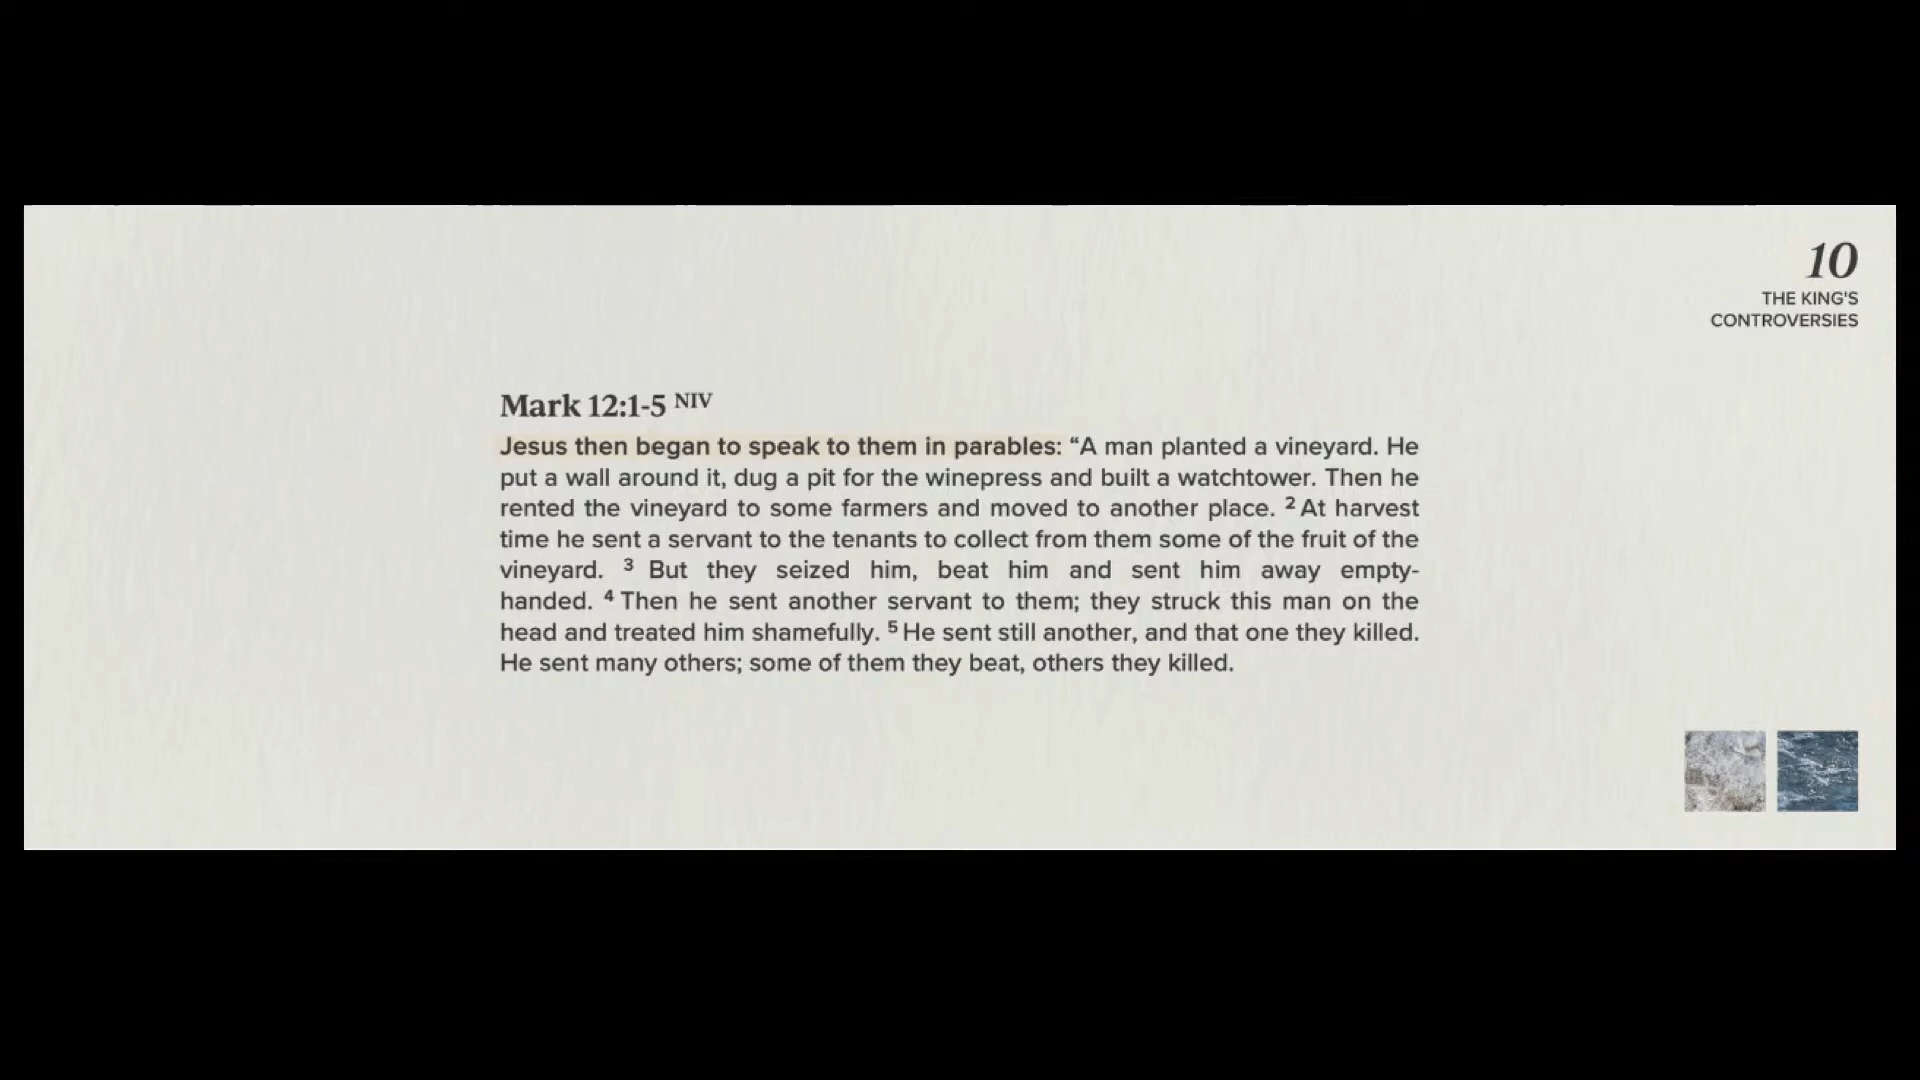 10
THE KING'S
CONTROVERSIES
Mark 12:1-5 NIV
Jesus then began to speak to them in parables: “A man planted a vineyard. He
put a wall around it, dug a pit for the winepress and built a watchtower. Then he
rented the vineyard to some farmers and moved to another place. 2 At harvest
time he sent a servant to the tenants to collect from them some of the fruit of the
vineyard. 3 But they seized him, beat him and sent him away empty-
handed. 4 Then he sent another servant to them; they struck this man on the
head and treated him shamefully. 5 He sent still another, and that one they killed.
He sent many others; some of them they beat, others they killed.